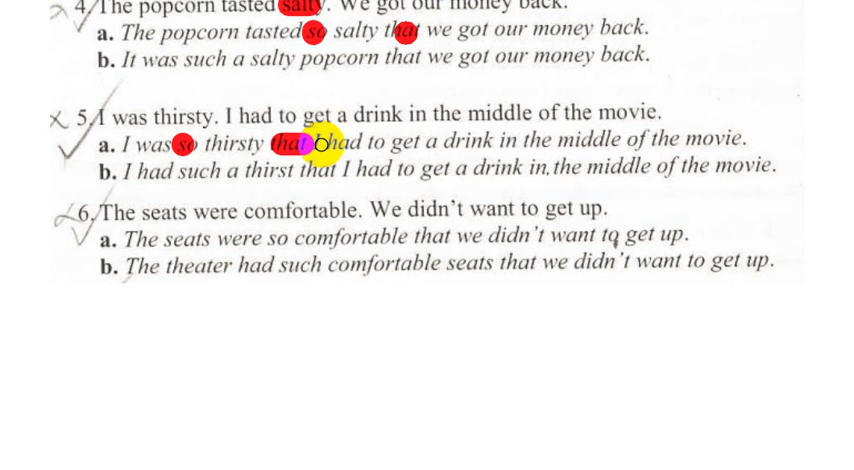 4. The popcorn tasted salty. We got our money back.
a. The popcorn tasted so salty that we got our money back.
b. It was such a salty popcorn that we got our money back.
5. I was thirsty. I had to get a drink in the middle of the movie.
a. I was so thirsty that I had to get a drink in the middle of the movie.
b. I had such a thirst that I had to get a drink in the middle of the movie.
6. The seats were comfortable. We didn't want to get up.
a. The seats were so comfortable that we didn't want to get up.
b. The theater had such comfortable seats that we didn't want to get up.